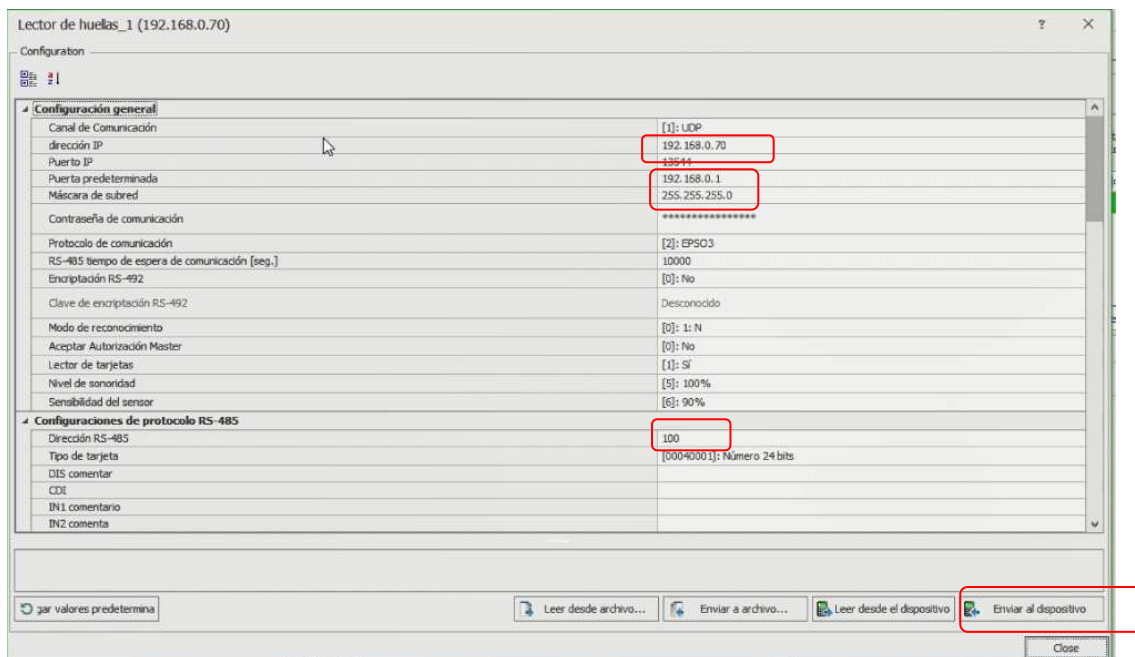 Lector de huellas_1 (192.168.0.70)
Configuration
Configuración general
Canal de Comunicación [1]: UDP
dirección IP 192.168.0.70
Puerto IP 13544
Puerta predeterminada 192.168.0.1
Máscara de subred 255.255.255.0
Contraseña de comunicación ****************
Protocolo de comunicación [2]: EPSO3
RS-485 tiempo de espera de comunicación [seg.] 10000
Encriptación RS-492 [0]: No
Clave de encriptación RS-492 Desconocido
Modo de reconocimiento [0]: 1: N
Aceptar Autorización Master [0]: No
Lector de tarjetas [1]: Sí
Nivel de sonoridad [5]: 100%
Sensibilidad del sensor [6]: 90%
Configuraciones de protocolo RS-485
Dirección RS-485 100
Tipo de tarjeta [00040001]: Número 24 bits
DIS comentar
CDI
IN1 comentario
IN2 comenta
gar valores predetermina Leer desde archivo... Enviar a archivo... Leer desde el dispositivo Enviar al dispositivo
Close